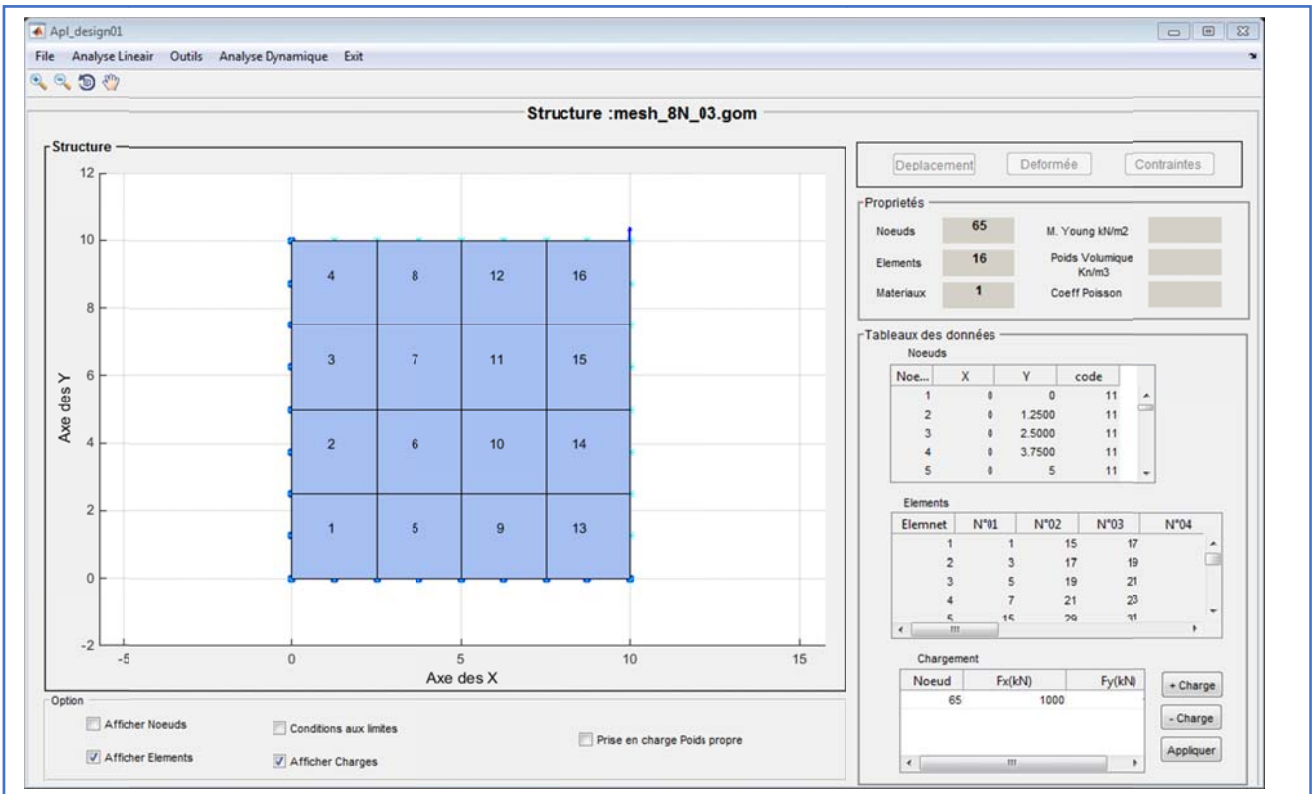 Apl_design01
File Analyse Lineair Outils Analyse Dynamique Exit
Structure :mesh_8N_03.gom
Structure
12
10
8
6
4
2
0
-2
-5 0 5 10 15
Axe des Y
Axe des X
4 8 12 16
3 7 11 15
2 6 10 14
1 5 9 13
Option
Afficher Noeuds
Conditions aux limites
Prise en charge Poids propre
Afficher Elements
Afficher Charges
Deplacement Deformée Contraintes
Proprietés
Noeuds 65 M. Young kN/m2
Elements 16 Poids Volumique
Kn/m3
Materiaux 1 Coeff Poisson
Tableaux des données
Noeuds
Noe... X Y code
1 0 0 11
2 0 1.2500 11
3 0 2.5000 11
4 0 3.7500 11
5 0 5 11
Elements
Elemnet N°01 N°02 N°03 N°04
1 1 15 17
2 3 17 19
3 5 19 21
4 7 21 23
5 15 29 31
Chargement
Noeud Fx(kN) Fy(kN)
65 1000
+ Charge
- Charge
Appliquer